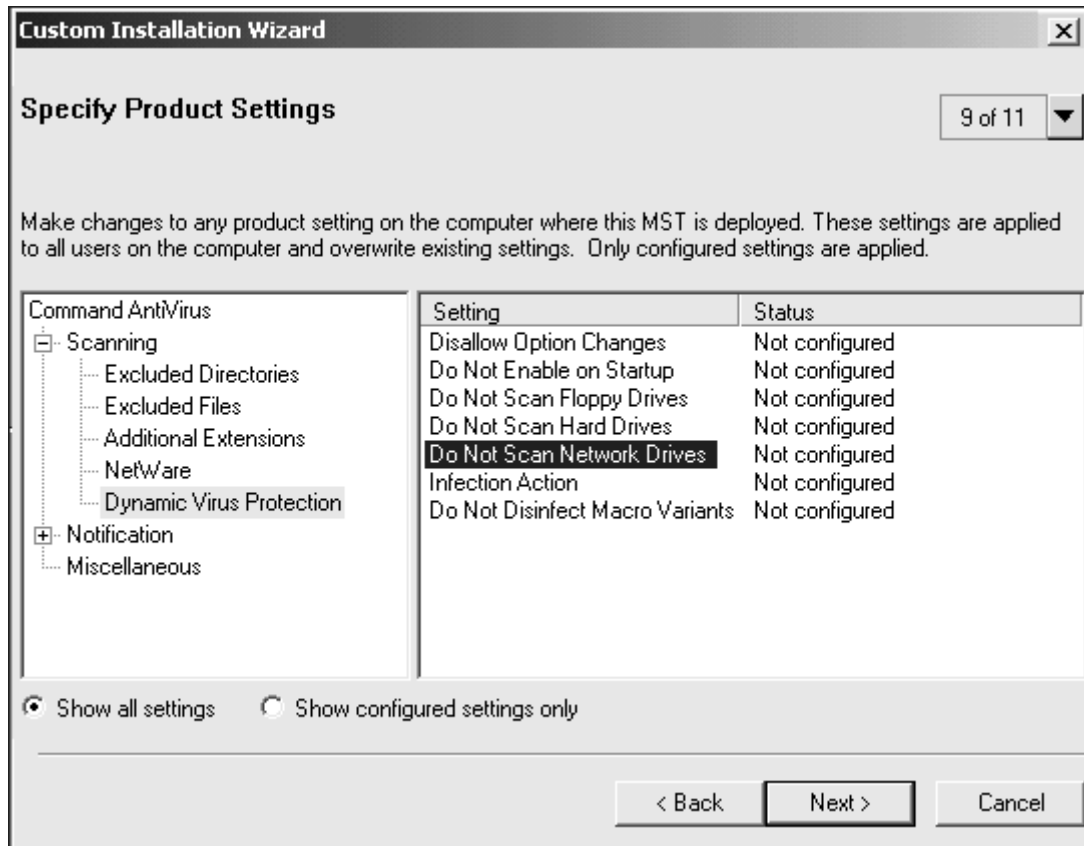 Custom Installation Wizard
Specify Product Settings
9 of 11
Make changes to any product setting on the computer where this MST is deployed. These settings are applied
to all users on the computer and overwrite existing settings.  Only configured settings are applied.
Command AntiVirus
Scanning
Excluded Directories
Excluded Files
Additional Extensions
NetWare
Dynamic Virus Protection
Notification
Miscellaneous
Setting Status
Disallow Option Changes Not configured
Do Not Enable on Startup Not configured
Do Not Scan Floppy Drives Not configured
Do Not Scan Hard Drives Not configured
Do Not Scan Network Drives Not configured
Infection Action Not configured
Do Not Disinfect Macro Variants Not configured
Show all settings Show configured settings only
< Back Next > Cancel